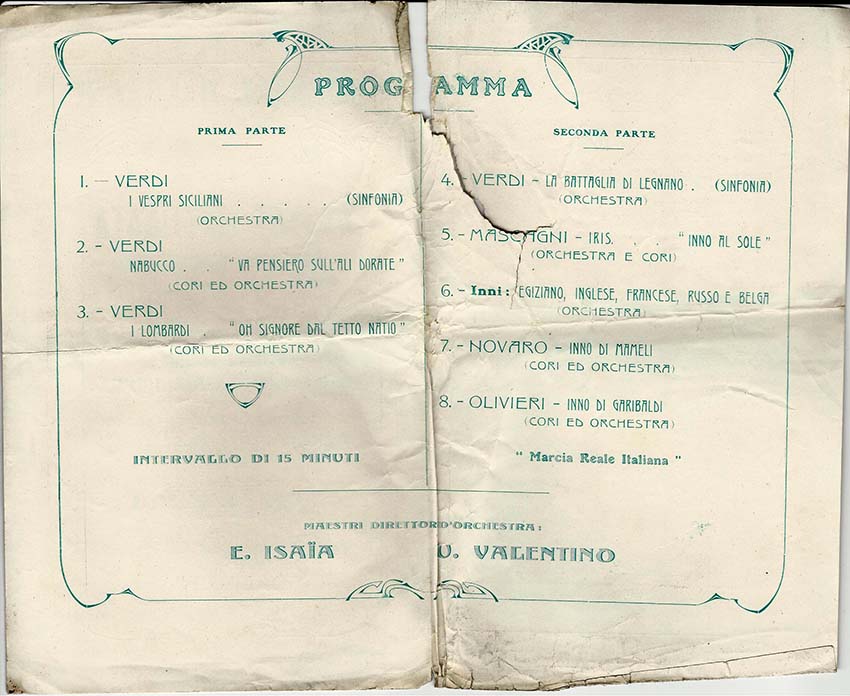 PROGRAMMA
PRIMA PARTE
1. — VERDI
I VESPRI SICILIANI . . . . . . (SINFONIA)
(ORCHESTRA)
2. - VERDI
NABUCCO . . "VA PENSIERO SULL'ALI DORATE"
(CORI ED ORCHESTRA)
3. - VERDI
I LOMBARDI . "OH SIGNORE DAL TETTO NATIO"
(CORI ED ORCHESTRA)
INTERVALLO DI 15 MINUTI
SECONDA PARTE
4. - VERDI - LA BATTAGLIA DI LEGNANO . (SINFONIA)
(ORCHESTRA)
5. - MASCAGNI - IRIS. . . "INNO AL SOLE"
(ORCHESTRA E CORI)
6. - Inni: EGIZIANO, INGLESE, FRANCESE, RUSSO E BELGA
(ORCHESTRA)
7. - NOVARO - INNO DI MAMELI
(CORI ED ORCHESTRA)
8. - OLIVIERI - INNO DI GARIBALDI
(CORI ED ORCHESTRA)
"Marcia Reale Italiana"
MAESTRI DIRETTORI D'ORCHESTRA:
E. ISAÏA U. VALENTINO